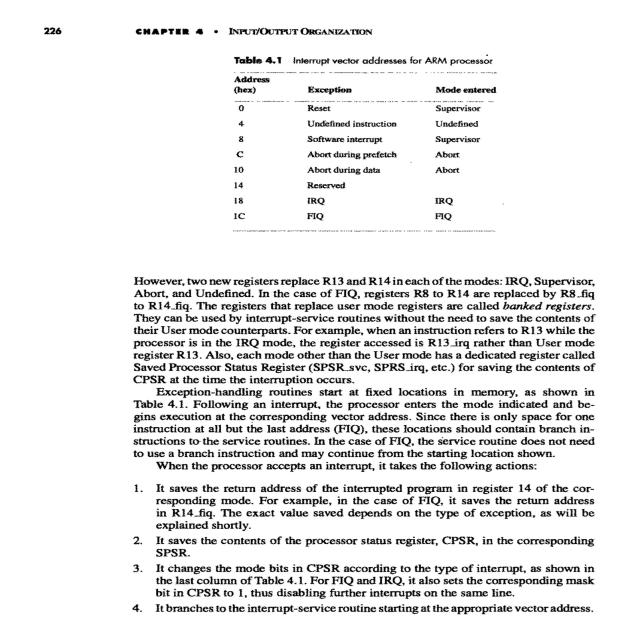 226 CHAPTER 4 • INPUT/OUTPUT ORGANIZATION
Table 4.1 Interrupt vector addresses for ARM processor
Address
(hex) Exception Mode entered
0 Reset Supervisor
4 Undefined instruction Undefined
8 Software interrupt Supervisor
C Abort during prefetch Abort
10 Abort during data Abort
14 Reserved
18 IRQ IRQ
1C FIQ FIQ
However, two new registers replace R13 and R14 in each of the modes: IRQ, Supervisor,
Abort, and Undefined. In the case of FIQ, registers R8 to R14 are replaced by R8_fiq
to R14_fiq. The registers that replace user mode registers are called banked registers.
They can be used by interrupt-service routines without the need to save the contents of
their User mode counterparts. For example, when an instruction refers to R13 while the
processor is in the IRQ mode, the register accessed is R13_irq rather than User mode
register R13. Also, each mode other than the User mode has a dedicated register called
Saved Processor Status Register (SPSR_svc, SPRS_irq, etc.) for saving the contents of
CPSR at the time the interruption occurs.
Exception-handling routines start at fixed locations in memory, as shown in
Table 4.1. Following an interrupt, the processor enters the mode indicated and be-
gins execution at the corresponding vector address. Since there is only space for one
instruction at all but the last address (FIQ), these locations should contain branch in-
structions to the service routines. In the case of FIQ, the service routine does not need
to use a branch instruction and may continue from the starting location shown.
When the processor accepts an interrupt, it takes the following actions:
1. It saves the return address of the interrupted program in register 14 of the cor-
responding mode. For example, in the case of FIQ, it saves the return address
in R14_fiq. The exact value saved depends on the type of exception, as will be
explained shortly.
2. It saves the contents of the processor status register, CPSR, in the corresponding
SPSR.
3. It changes the mode bits in CPSR according to the type of interrupt, as shown in
the last column of Table 4.1. For FIQ and IRQ, it also sets the corresponding mask
bit in CPSR to 1, thus disabling further interrupts on the same line.
4. It branches to the interrupt-service routine starting at the appropriate vector address.